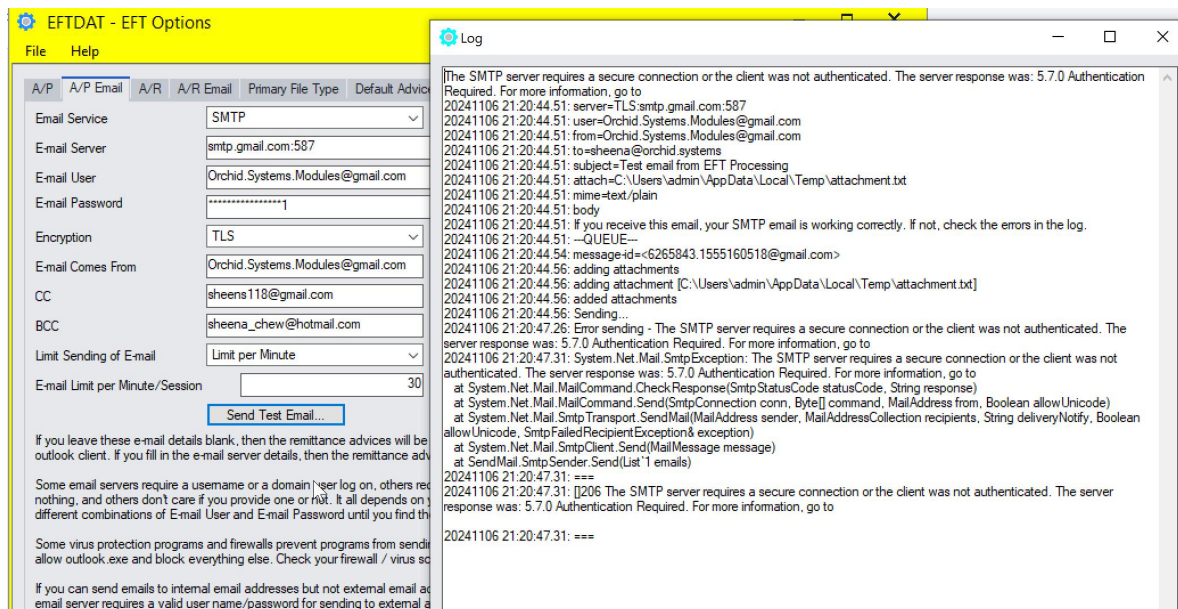 EFTDAT - EFT Options
File Help
A/P A/P Email A/R A/R Email Primary File Type Default Advic
Email Service SMTP
E-mail Server smtp.gmail.com:587
E-mail User Orchid.Systems.Modules@gmail.com
E-mail Password ****************1
Encryption TLS
E-mail Comes From Orchid.Systems.Modules@gmail.com
CC sheens118@gmail.com
BCC sheena_chew@hotmail.com
Limit Sending of E-mail Limit per Minute
E-mail Limit per Minute/Session 30
Send Test Email...
If you leave these e-mail details blank, then the remittance advices will be
outlook client. If you fill in the e-mail server details, then the remittance adv
Some email servers require a username or a domain user log on, others req
nothing, and others don't care if you provide one or not. It all depends on y
different combinations of E-mail User and E-mail Password until you find th
Some virus protection programs and firewalls prevent programs from sendi
allow outlook.exe and block everything else. Check your firewall / virus sc
If you can send emails to internal email addresses but not external email ad
email server requires a valid user name/password for sending to external a
Log
The SMTP server requires a secure connection or the client was not authenticated. The server response was: 5.7.0 Authentication
Required. For more information, go to
20241106 21:20:44.51: server=TLS:smtp.gmail.com:587
20241106 21:20:44.51: user=Orchid.Systems.Modules@gmail.com
20241106 21:20:44.51: from=Orchid.Systems.Modules@gmail.com
20241106 21:20:44.51: to=sheena@orchid.systems
20241106 21:20:44.51: subject=Test email from EFT Processing
20241106 21:20:44.51: attach=C:\Users\admin\AppData\Local\Temp\attachment.txt
20241106 21:20:44.51: mime=text/plain
20241106 21:20:44.51: body
20241106 21:20:44.51: If you receive this email, your SMTP email is working correctly. If not, check the errors in the log.
20241106 21:20:44.51: ---QUEUE---
20241106 21:20:44.54: message-id=<6265843.1555160518@gmail.com>
20241106 21:20:44.56: adding attachments
20241106 21:20:44.56: adding attachment [C:\Users\admin\AppData\Local\Temp\attachment.txt]
20241106 21:20:44.56: added attachments
20241106 21:20:44.56: Sending...
20241106 21:20:47.26: Error sending - The SMTP server requires a secure connection or the client was not authenticated. The
server response was: 5.7.0 Authentication Required. For more information, go to
20241106 21:20:47.31: System.Net.Mail.SmtpException: The SMTP server requires a secure connection or the client was not
authenticated. The server response was: 5.7.0 Authentication Required. For more information, go to
at System.Net.Mail.MailCommand.CheckResponse(SmtpStatusCode statusCode, String response)
at System.Net.Mail.MailCommand.Send(SmtpConnection conn, Byte[] command, MailAddress from, Boolean allowUnicode)
at System.Net.Mail.SmtpTransport.SendMail(MailAddress sender, MailAddressCollection recipients, String deliveryNotify, Boolean
allowUnicode, SmtpFailedRecipientException& exception)
at System.Net.Mail.SmtpClient.Send(MailMessage message)
at SendMail.SmtpSender.Send(List`1 emails)
20241106 21:20:47.31: ===
20241106 21:20:47.31: []206 The SMTP server requires a secure connection or the client was not authenticated. The server
response was: 5.7.0 Authentication Required. For more information, go to
20241106 21:20:47.31: ===